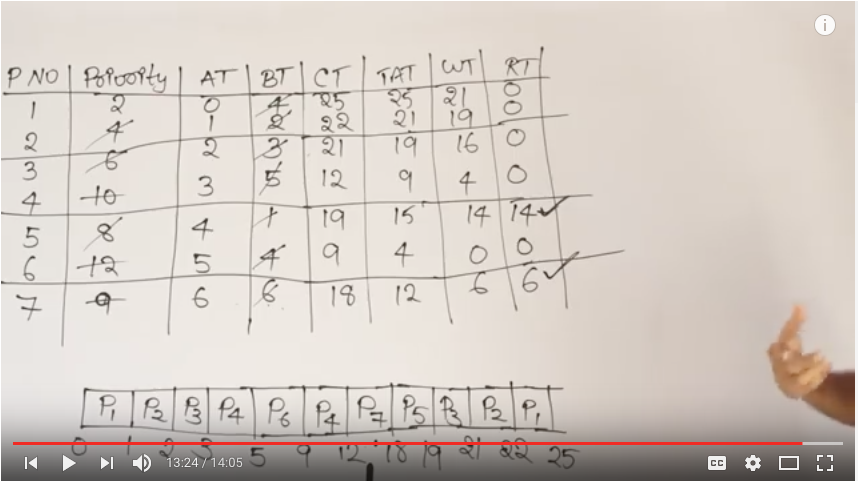 P NO Priority AT BT CT TAT WT RT
1 2 0 4 25 25 21 0
2 4 1 2 22 21 19 0
3 6 2 3 21 19 16 0
4 10 3 5 12 9 4 0
5 8 4 1 19 15 14 14
6 12 5 4 9 4 0 0
7 9 6 6 18 12 6 6
P1 P2 P3 P4 P6 P4 P7 P5 P3 P2 P1
0 1 2 3 5 9 12 18 19 21 22 25
13:24 / 14:05
CC